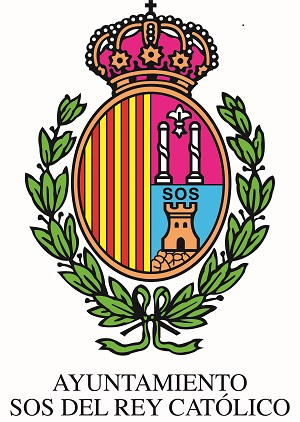 SOS
AYUNTAMIENTO
SOS DEL REY CATÓLICO